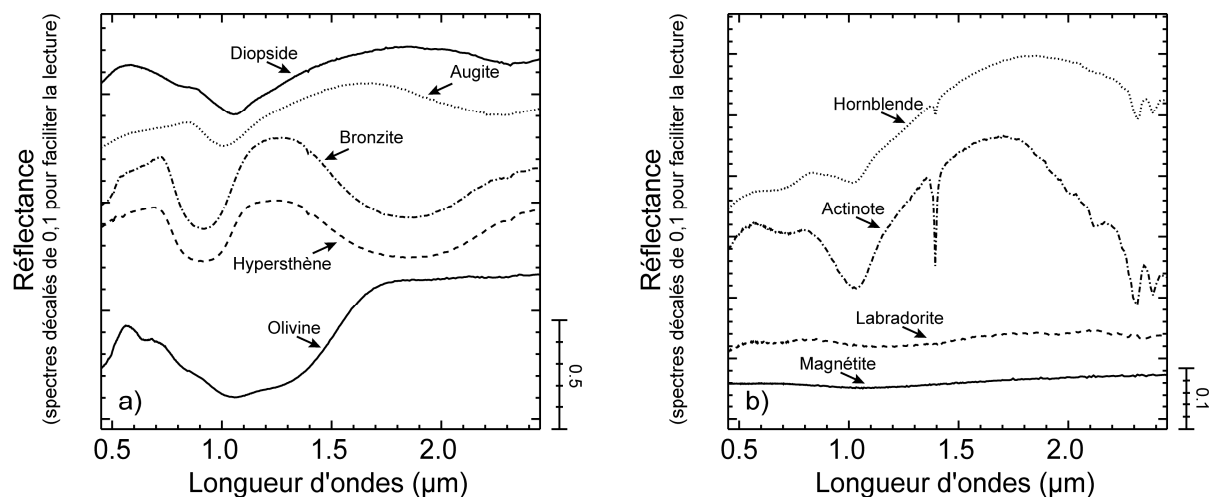 Réflectance
(spectres décalés de 0,1 pour faciliter la lecture)
Diopside
Augite
Bronzite
Hypersthène
Olivine
a)
0.5
0.5
1.0
1.5
2.0
Longueur d'ondes (µm)
Réflectance
(spectres décalés de 0,1 pour faciliter la lecture)
Hornblende
Actinote
Labradorite
Magnétite
b)
0.1
0.5
1.0
1.5
2.0
Longueur d'ondes (µm)